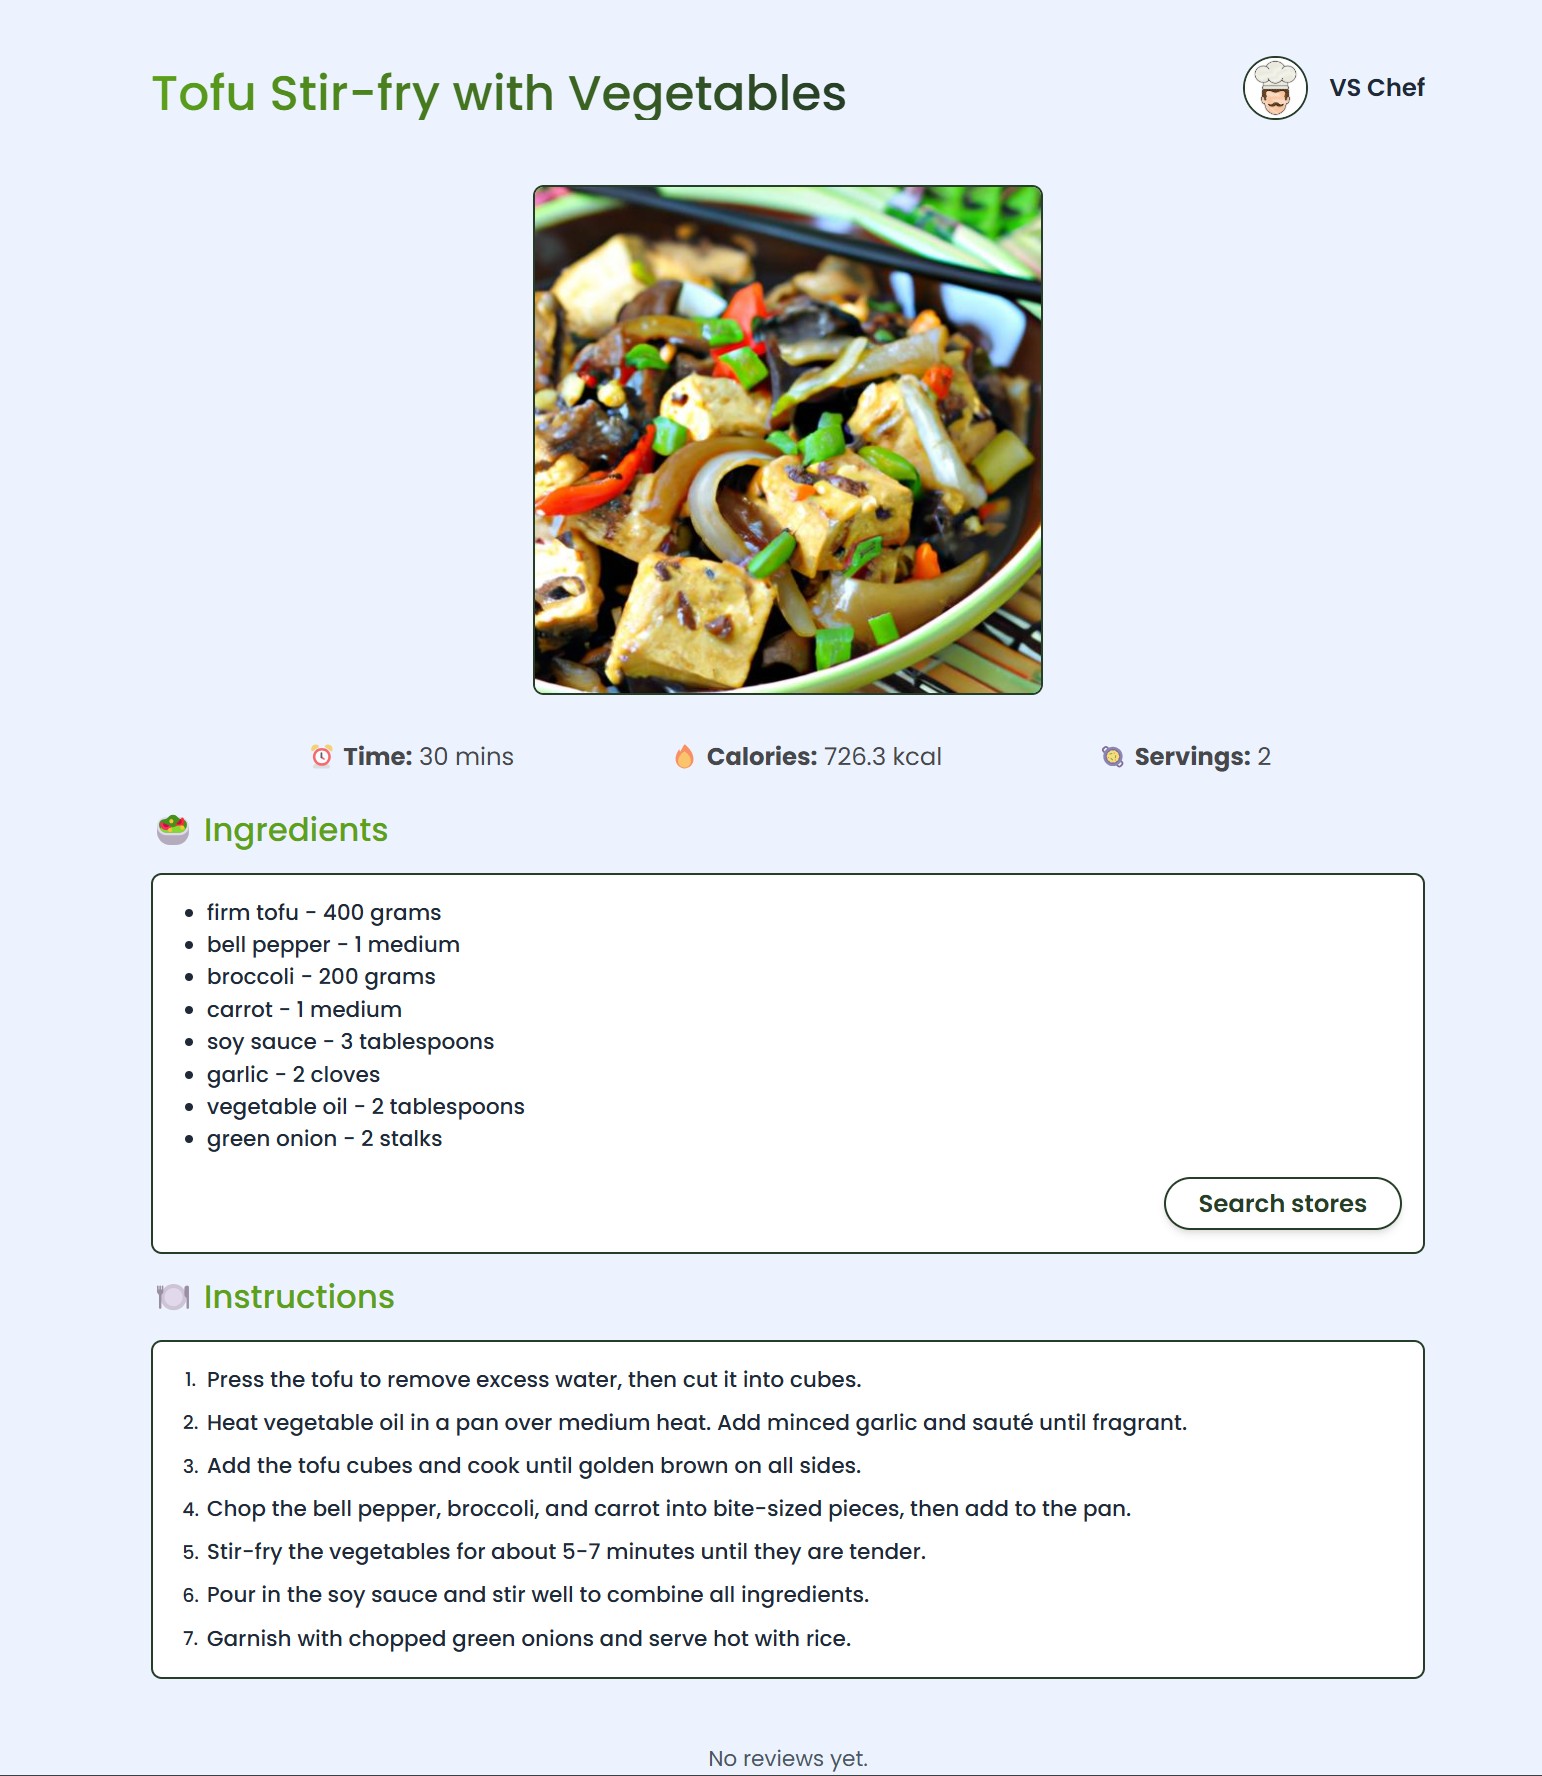 Tofu Stir-fry with Vegetables
VS Chef
Time: 30 mins
Calories: 726.3 kcal
Servings: 2
Ingredients
firm tofu - 400 grams
bell pepper - 1 medium
broccoli - 200 grams
carrot - 1 medium
soy sauce - 3 tablespoons
garlic - 2 cloves
vegetable oil - 2 tablespoons
green onion - 2 stalks
Search stores
Instructions
1. Press the tofu to remove excess water, then cut it into cubes.
2. Heat vegetable oil in a pan over medium heat. Add minced garlic and sauté until fragrant.
3. Add the tofu cubes and cook until golden brown on all sides.
4. Chop the bell pepper, broccoli, and carrot into bite-sized pieces, then add to the pan.
5. Stir-fry the vegetables for about 5-7 minutes until they are tender.
6. Pour in the soy sauce and stir well to combine all ingredients.
7. Garnish with chopped green onions and serve hot with rice.
No reviews yet.